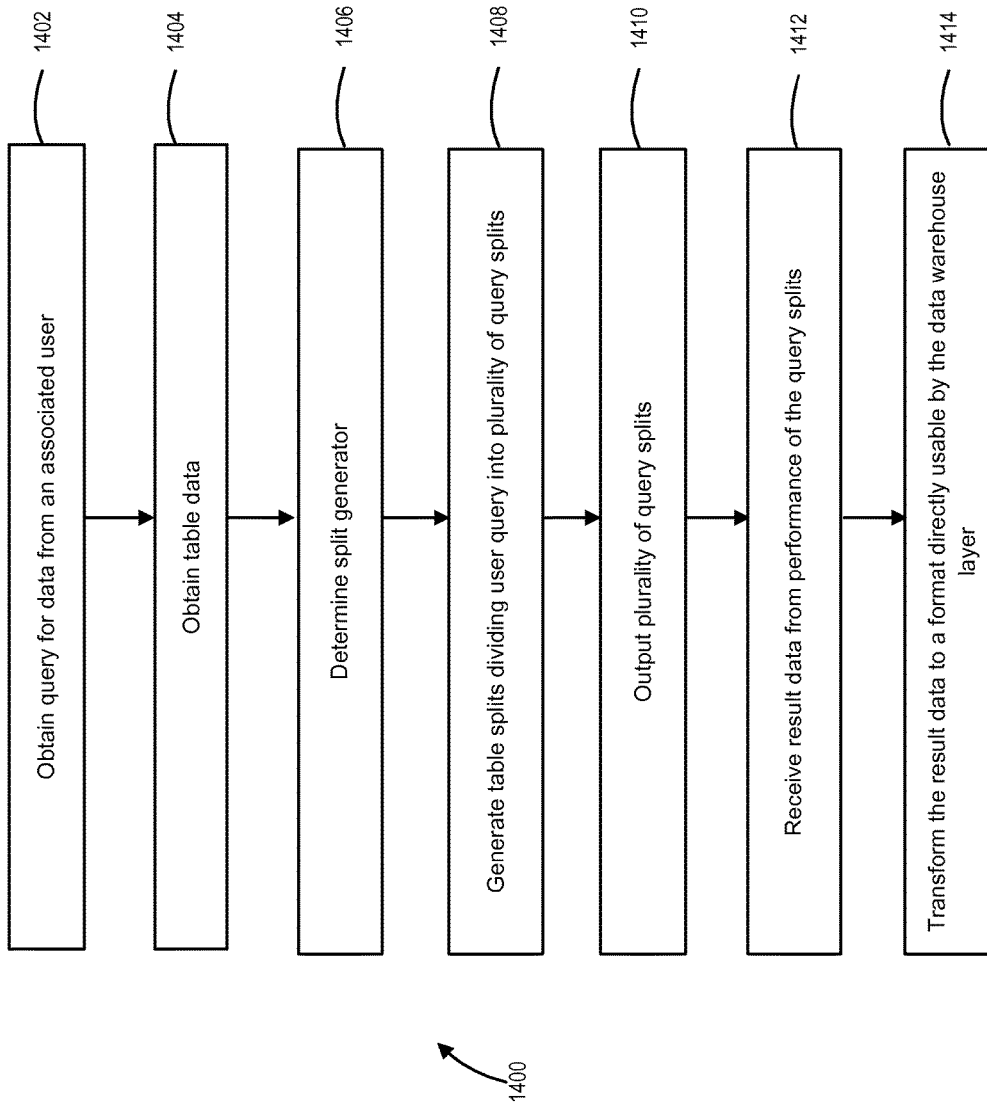 1400
Obtain query for data from an associated user
1402
Obtain table data
1404
Determine split generator
1406
Generate table splits dividing user query into plurality of query splits
1408
Output plurality of query splits
1410
Receive result data from performance of the query splits
1412
Transform the result data to a format directly usable by the data warehouse
layer
1414